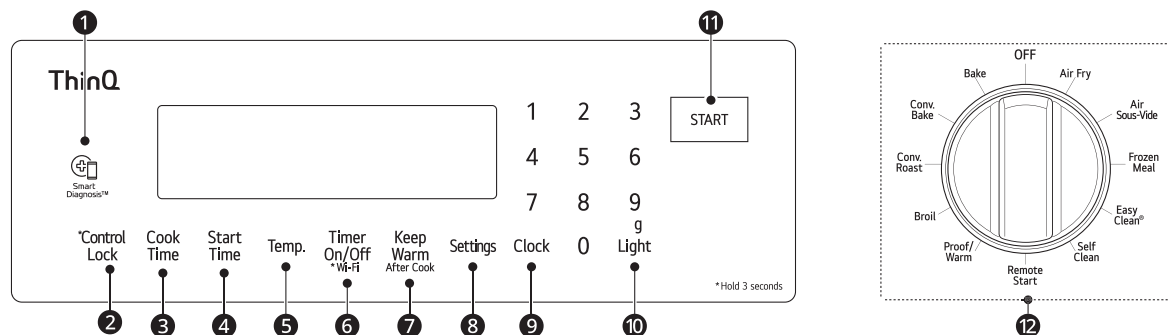 1
11
ThinQ
1 2 3
START
4 5 6
Smart
Diagnosis™
7 8 9
g
*Control
Lock
Cook
Time
Start
Time
Temp.
Timer
On/Off
*Wi-Fi
Keep
Warm
After Cook
Settings
Clock
0
Light
*Hold 3 seconds
2 3 4 5 6 7 8 9 10
OFF
Air Fry
Air
Sous-Vide
Frozen
Meal
Easy
Clean®
Self
Clean
Remote
Start
Proof/
Warm
Broil
Conv.
Roast
Conv.
Bake
Bake
12